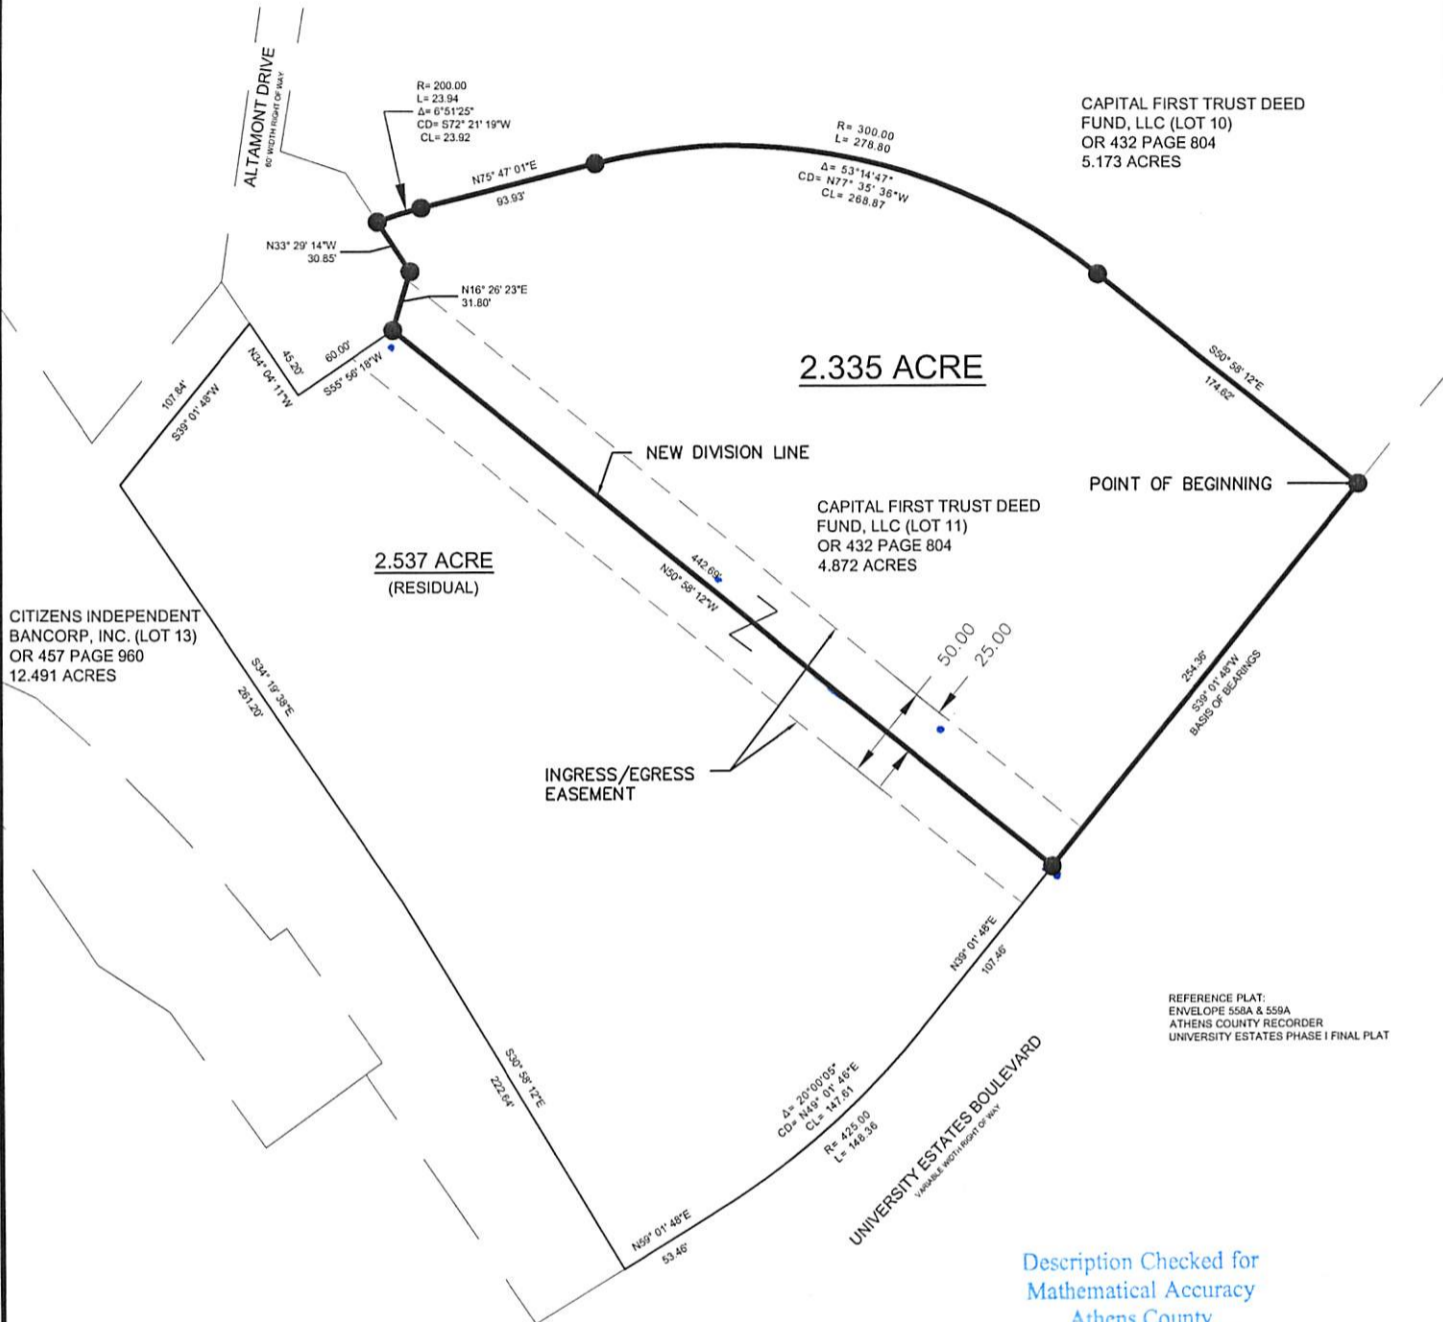 ALTAMONT DRIVE
60' WIDTH RIGHT OF WAY
R= 200.00
L= 23.94
Δ= 6°51'25"
CD= S72° 21' 19"W
CL= 23.92
N75° 47' 01"E
93.93'
R= 300.00
L= 278.80
Δ= 53°14'47"
CD= N77° 35' 36"W
CL= 268.87
CAPITAL FIRST TRUST DEED
FUND, LLC (LOT 10)
OR 432 PAGE 804
5.173 ACRES
N33° 29' 14"W
30.85'
N16° 26' 23"E
31.80'
60.00'
S55° 56' 18"W
45.20'
N34° 04' 11"W
107.84'
S39° 01' 48"W
2.335 ACRE
S50° 58' 12"E
174.62'
NEW DIVISION LINE
POINT OF BEGINNING
CAPITAL FIRST TRUST DEED
FUND, LLC (LOT 11)
OR 432 PAGE 804
4.872 ACRES
2.537 ACRE
(RESIDUAL)
442.69'
N50° 58' 12"W
CITIZENS INDEPENDENT
BANCORP, INC. (LOT 13)
OR 457 PAGE 960
12.491 ACRES
50.00
25.00
254.36'
S39° 01' 48"W
BASIS OF BEARINGS
S34° 19' 38"E
261.20'
INGRESS/EGRESS
EASEMENT
N39° 01' 48"E
107.46'
REFERENCE PLAT:
ENVELOPE 558A & 559A
ATHENS COUNTY RECORDER
UNIVERSITY ESTATES PHASE I FINAL PLAT
S30° 58' 12"E
222.64'
Δ= 20°00'05"
CD= N49° 01' 46"E
CL= 147.61
R= 425.00
L= 148.36
UNIVERSITY ESTATES BOULEVARD
VARIABLE WIDTH RIGHT OF WAY
N59° 01' 48"E
53.46'
Description Checked for
Mathematical Accuracy
Athens County